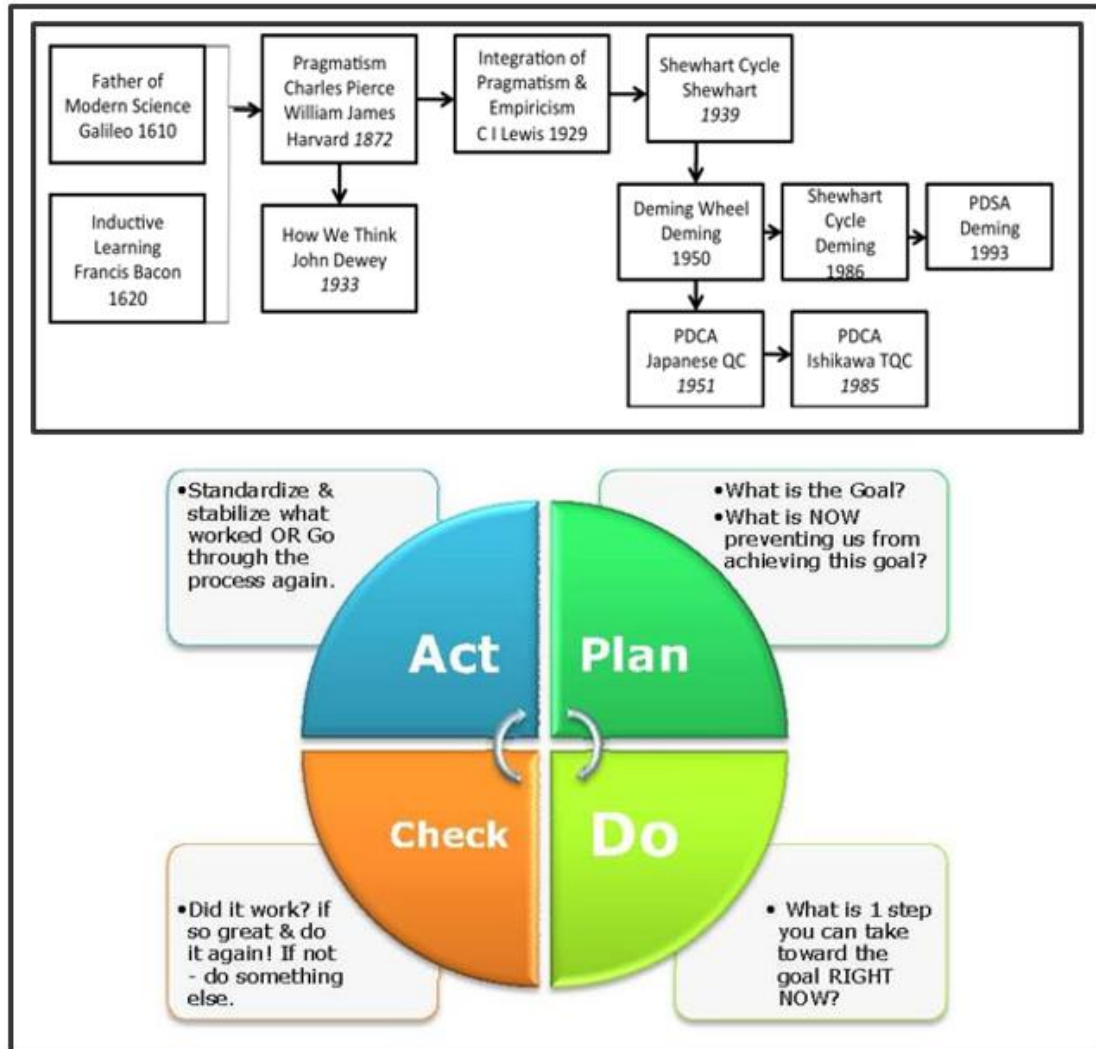 Father of
Modern Science
Galileo 1610
Inductive
Learning
Francis Bacon
1620
Pragmatism
Charles Pierce
William James
Harvard 1872
How We Think
John Dewey
1933
Integration of
Pragmatism &
Empiricism
C I Lewis 1929
Shewhart Cycle
Shewhart
1939
Deming Wheel
Deming
1950
Shewhart
Cycle
Deming
1986
PDSA
Deming
1993
PDCA
Japanese QC
1951
PDCA
Ishikawa TQC
1985
•Standardize &
stabilize what
worked OR Go
through the
process again.
•What is the Goal?
•What is NOW
preventing us from
achieving this goal?
Act
Plan
Check
Do
•Did it work? if
so great & do
it again! If not
- do something
else.
• What is 1 step
you can take
toward the
goal RIGHT
NOW?